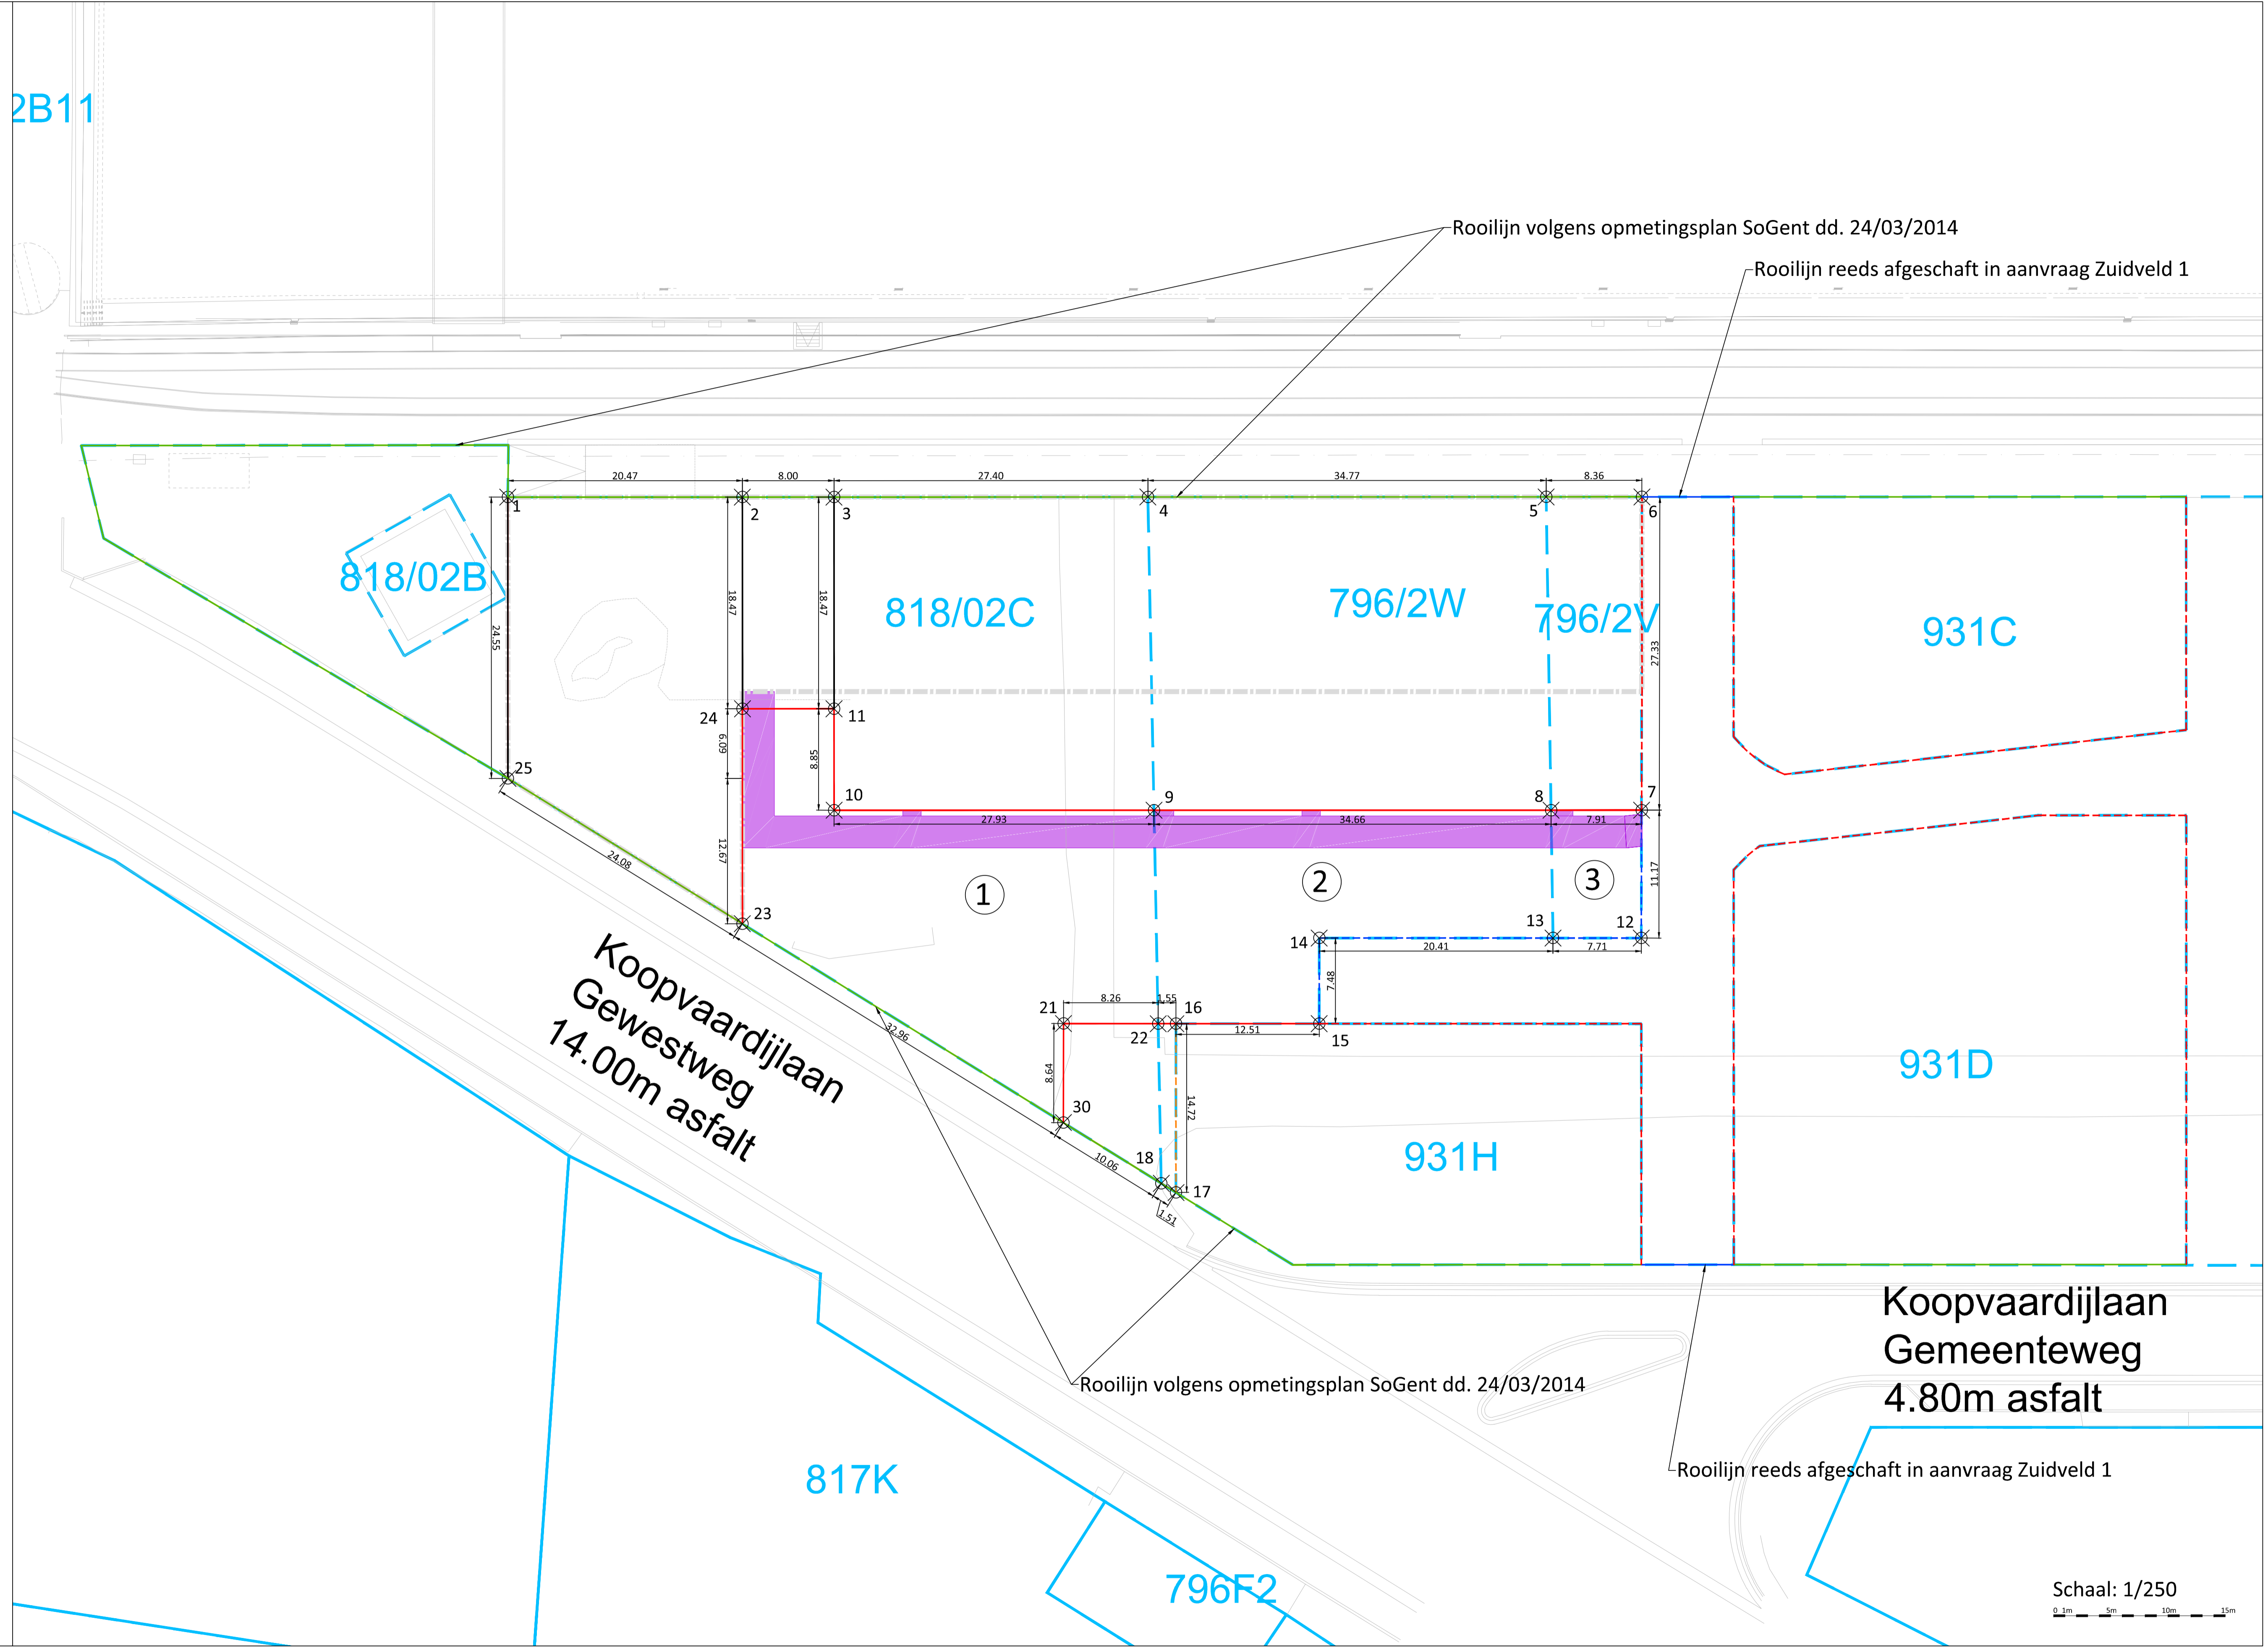 2B11
Rooilijn volgens opmetingsplan SoGent dd. 24/03/2014
Rooilijn reeds afgeschaft in aanvraag Zuidveld 1
20.47
8.00
27.40
34.77
8.36
1
2
3
4
5
6
818/02B
818/02C
796/2W
796/2V
931C
24.55
18.47
18.47
27.33
24
11
6.09
8.85
25
10
9
8
7
27.93
34.66
7.91
12.67
24.08
11.17
1
2
3
23
14
13
12
20.41
7.71
7.48
21
8.26
1.55
16
22
12.51
15
32.96
8.64
14.72
30
18
17
10.06
1.51
Koopvaardijlaan
Gewestweg
14.00m asfalt
931D
931H
Koopvaardijlaan
Gemeenteweg
4.80m asfalt
Rooilijn volgens opmetingsplan SoGent dd. 24/03/2014
Rooilijn reeds afgeschaft in aanvraag Zuidveld 1
817K
796F2
Schaal: 1/250
0 1m 5m 10m 15m